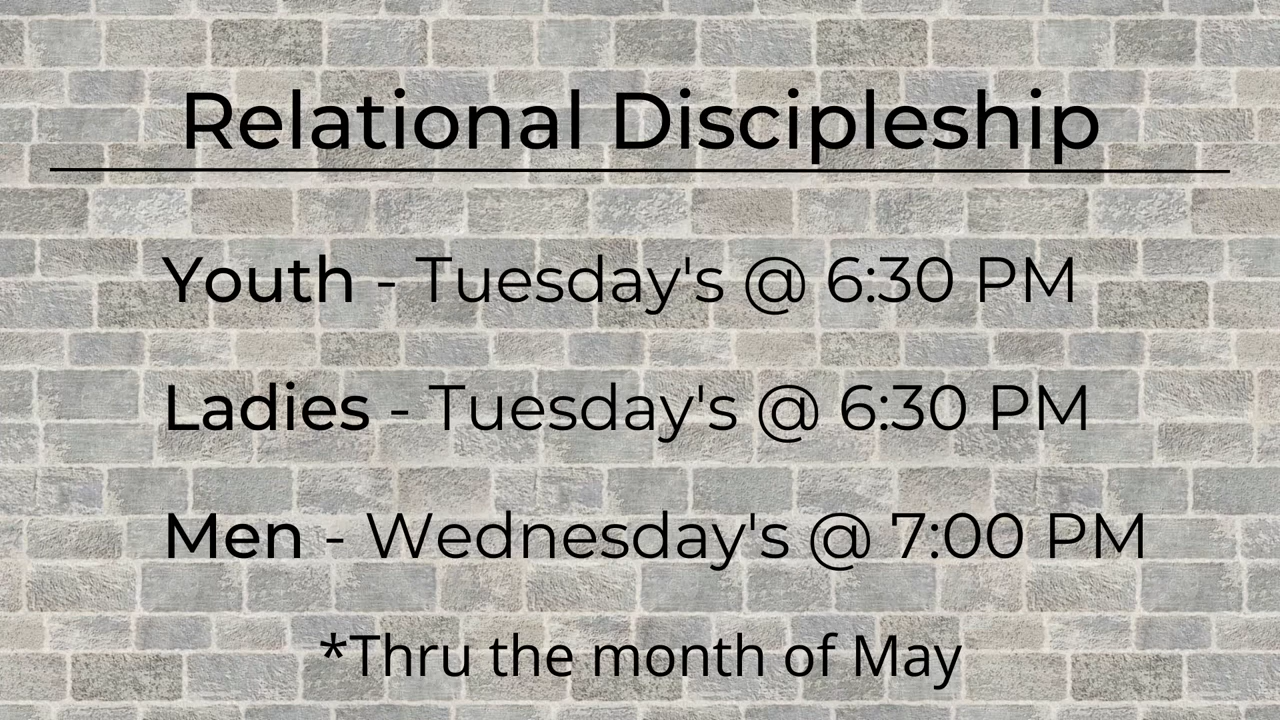 Relational Discipleship
Youth - Tuesday's @ 6:30 PM
Ladies - Tuesday's @ 6:30 PM
Men - Wednesday's @ 7:00 PM
*Thru the month of May